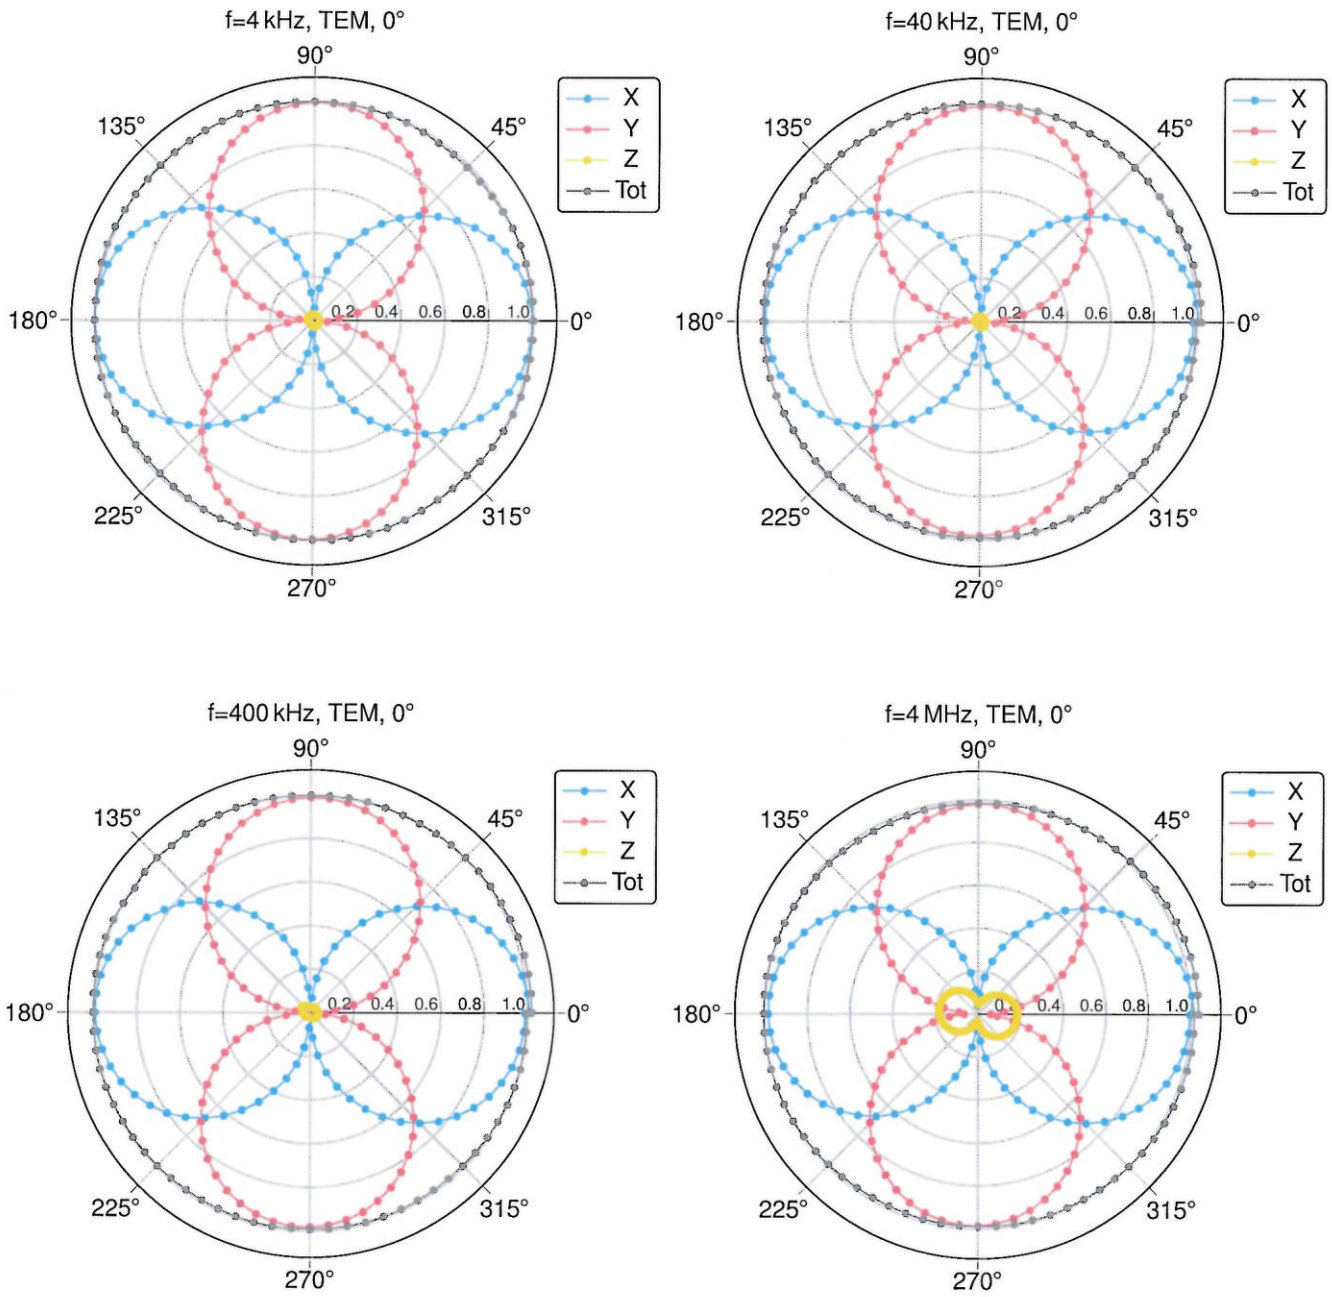 f=4 kHz, TEM, 0°
90°
135°
45°
X
Y
Z
Tot
180°
0.2 0.4 0.6 0.8 1.0
0°
225°
315°
270°
f=40 kHz, TEM, 0°
90°
135°
45°
X
Y
Z
Tot
180°
0.2 0.4 0.6 0.8 1.0
0°
225°
315°
270°
f=400 kHz, TEM, 0°
90°
135°
45°
X
Y
Z
Tot
180°
0.2 0.4 0.6 0.8 1.0
0°
225°
315°
270°
f=4 MHz, TEM, 0°
90°
135°
45°
X
Y
Z
Tot
180°
0.4 0.6 0.8 1.0
0°
225°
315°
270°